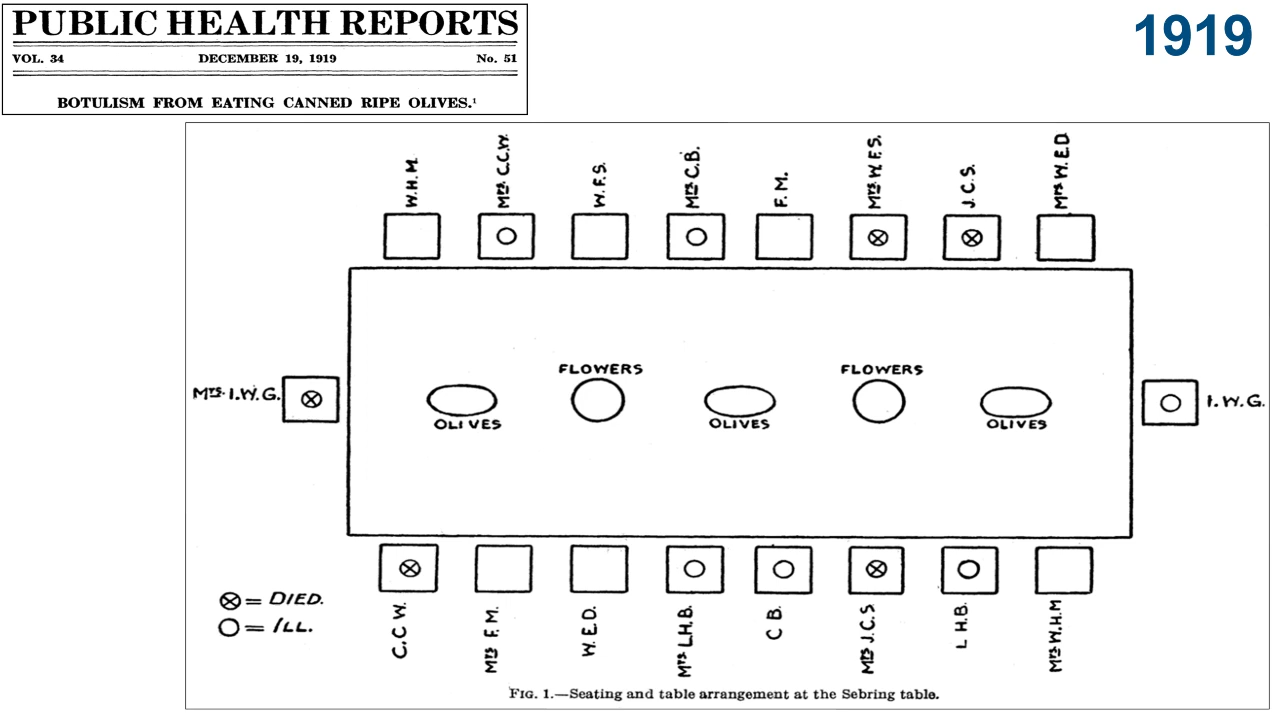 PUBLIC HEALTH REPORTS
VOL. 34 DECEMBER 19, 1919 No. 51
BOTULISM FROM EATING CANNED RIPE OLIVES.¹
1919
W.H.M.
Mrs. C.C.W.
W.F.S.
Mrs C.B.
F.M.
Mrs. W.F.S.
J.C.S.
Mrs W.E.D.
Mrs. I.W.G.
FLOWERS
FLOWERS
OLIVES
OLIVES
OLIVES
I.W.G.
C.C W.
Mrs F.M.
W.E.D.
Mrs L.H.B.
C B.
Mrs J.C.S.
L H.B.
Mrs W.H.M
= DIED.
= ILL.
FIG. 1.—Seating and table arrangement at the Sebring table.